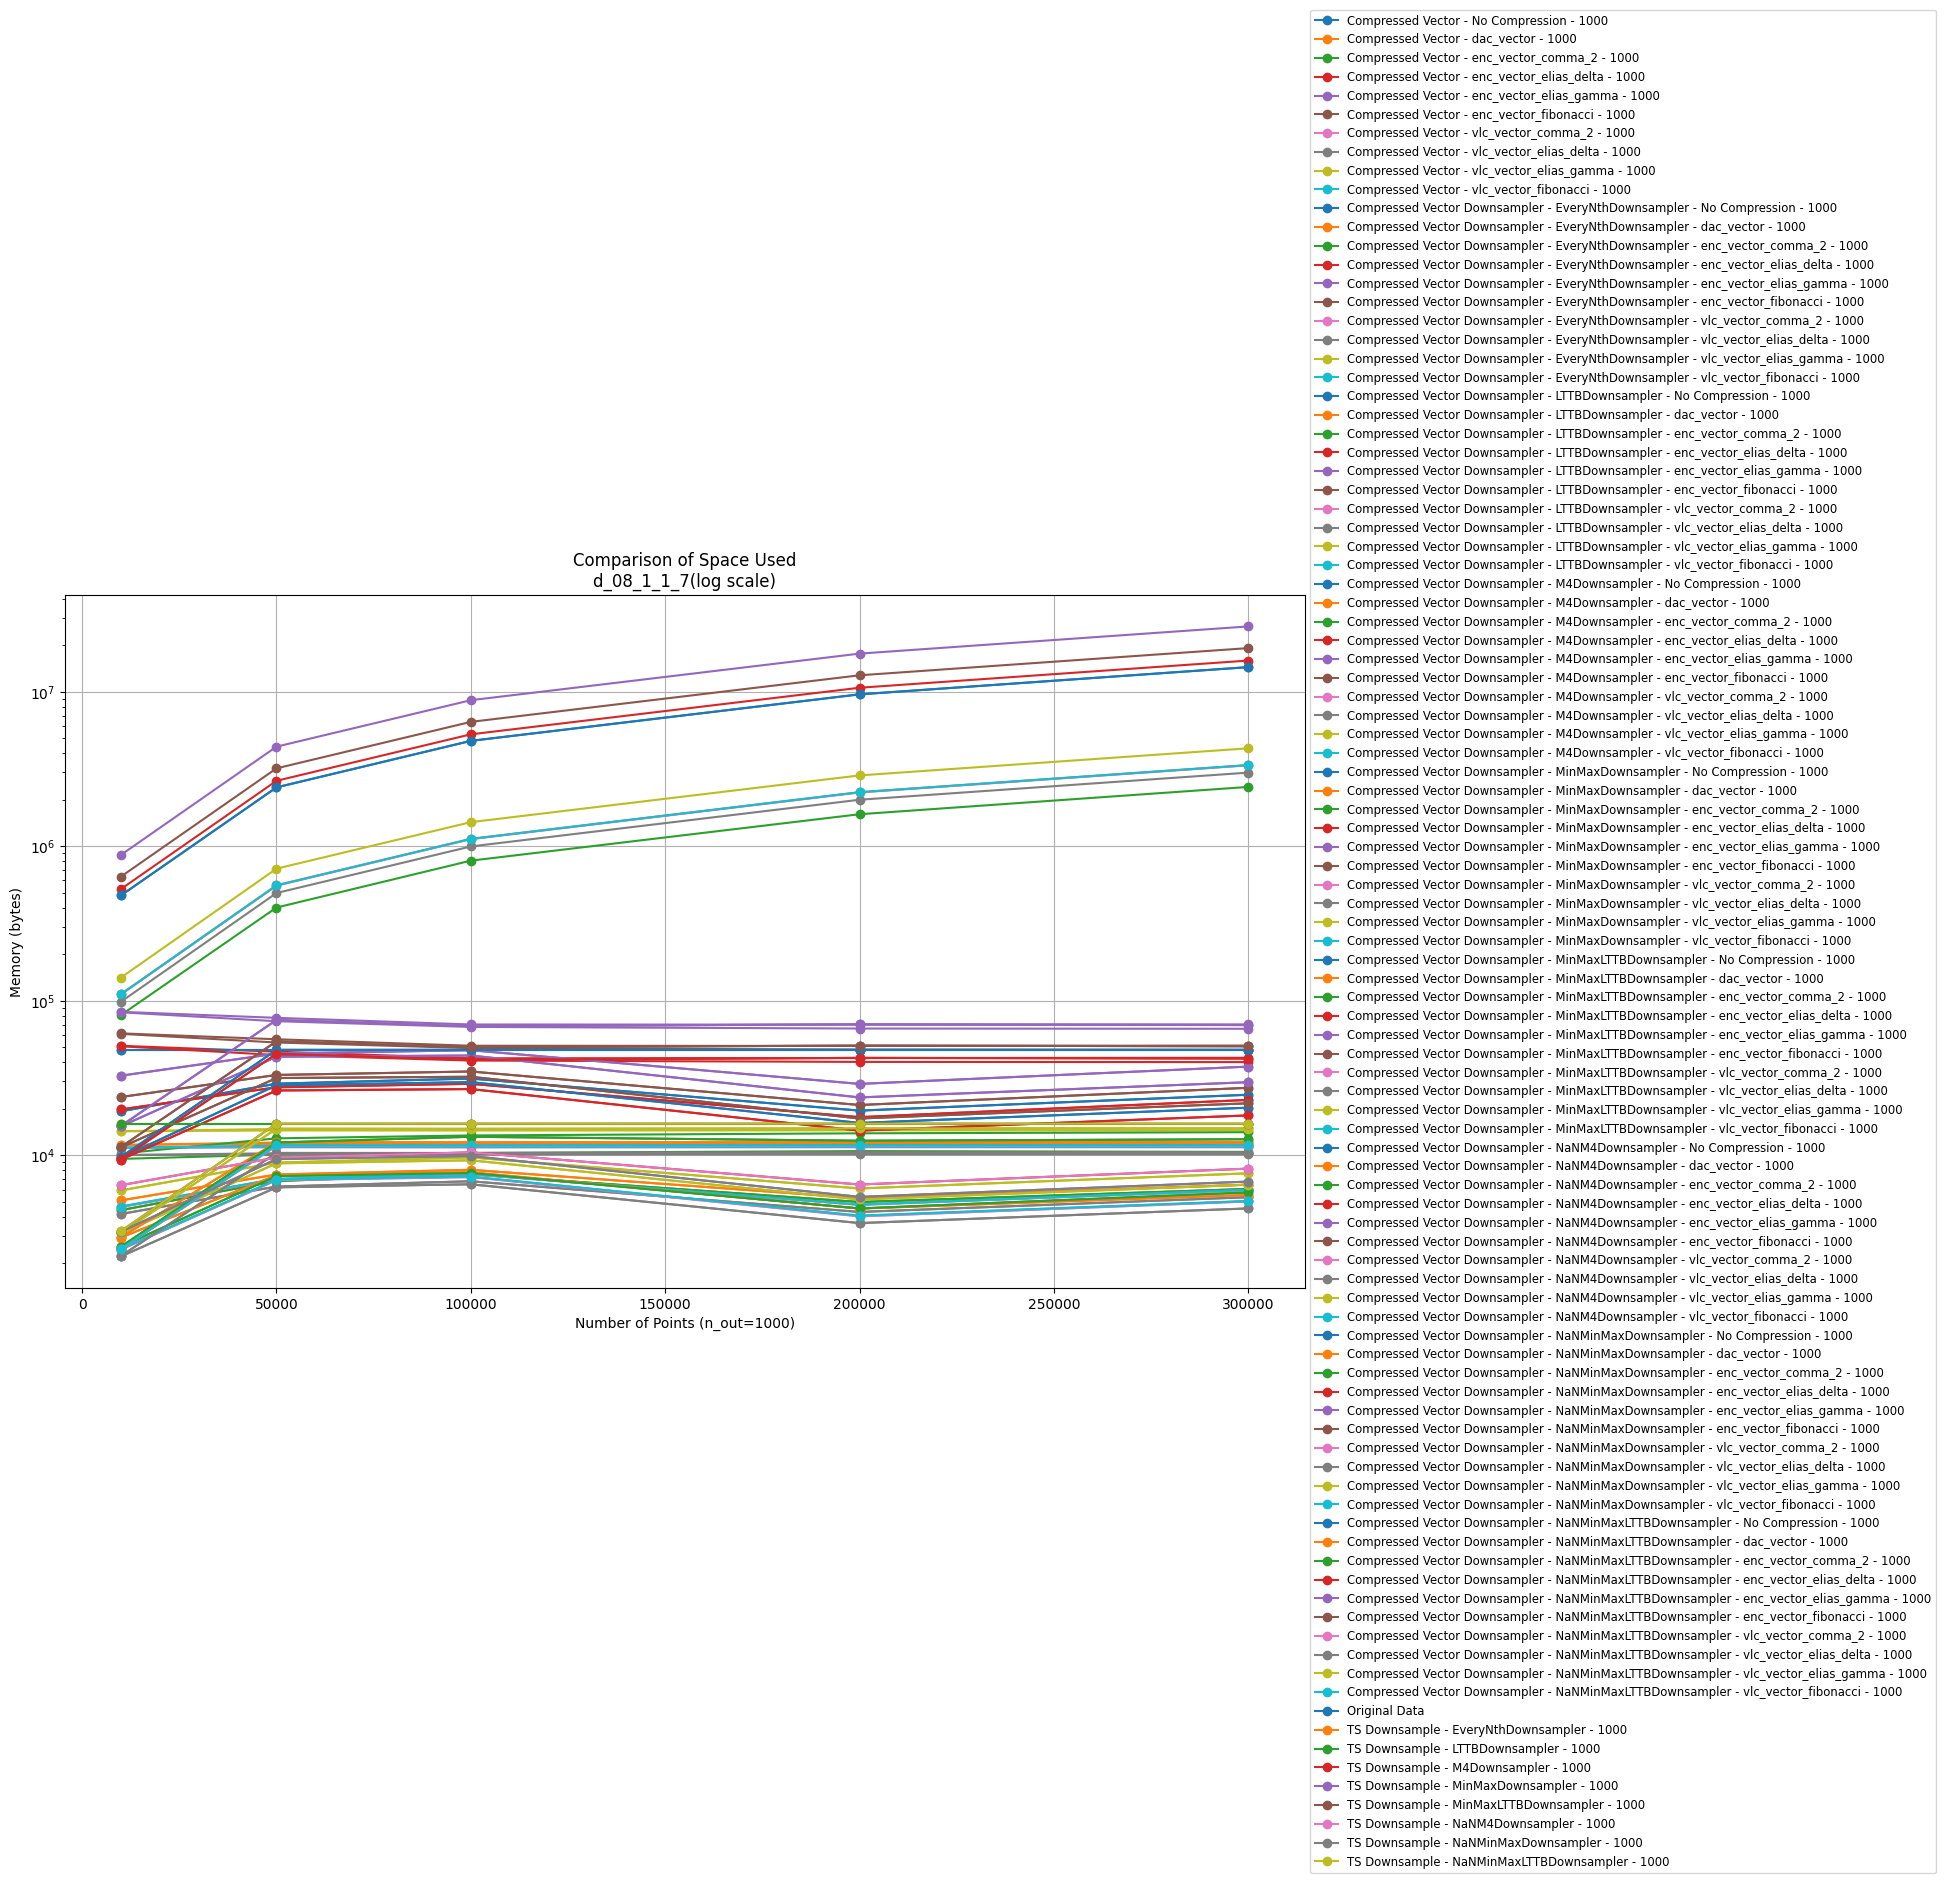 Comparison of Space Used
d_08_1_1_7(log scale)
Memory (bytes)
10^7
10^6
10^5
10^4
0
50000
100000
150000
200000
250000
300000
Number of Points (n_out=1000)
Compressed Vector - No Compression - 1000
Compressed Vector - dac_vector - 1000
Compressed Vector - enc_vector_comma_2 - 1000
Compressed Vector - enc_vector_elias_delta - 1000
Compressed Vector - enc_vector_elias_gamma - 1000
Compressed Vector - enc_vector_fibonacci - 1000
Compressed Vector - vlc_vector_comma_2 - 1000
Compressed Vector - vlc_vector_elias_delta - 1000
Compressed Vector - vlc_vector_elias_gamma - 1000
Compressed Vector - vlc_vector_fibonacci - 1000
Compressed Vector Downsampler - EveryNthDownsampler - No Compression - 1000
Compressed Vector Downsampler - EveryNthDownsampler - dac_vector - 1000
Compressed Vector Downsampler - EveryNthDownsampler - enc_vector_comma_2 - 1000
Compressed Vector Downsampler - EveryNthDownsampler - enc_vector_elias_delta - 1000
Compressed Vector Downsampler - EveryNthDownsampler - enc_vector_elias_gamma - 1000
Compressed Vector Downsampler - EveryNthDownsampler - enc_vector_fibonacci - 1000
Compressed Vector Downsampler - EveryNthDownsampler - vlc_vector_comma_2 - 1000
Compressed Vector Downsampler - EveryNthDownsampler - vlc_vector_elias_delta - 1000
Compressed Vector Downsampler - EveryNthDownsampler - vlc_vector_elias_gamma - 1000
Compressed Vector Downsampler - EveryNthDownsampler - vlc_vector_fibonacci - 1000
Compressed Vector Downsampler - LTTBDownsampler - No Compression - 1000
Compressed Vector Downsampler - LTTBDownsampler - dac_vector - 1000
Compressed Vector Downsampler - LTTBDownsampler - enc_vector_comma_2 - 1000
Compressed Vector Downsampler - LTTBDownsampler - enc_vector_elias_delta - 1000
Compressed Vector Downsampler - LTTBDownsampler - enc_vector_elias_gamma - 1000
Compressed Vector Downsampler - LTTBDownsampler - enc_vector_fibonacci - 1000
Compressed Vector Downsampler - LTTBDownsampler - vlc_vector_comma_2 - 1000
Compressed Vector Downsampler - LTTBDownsampler - vlc_vector_elias_delta - 1000
Compressed Vector Downsampler - LTTBDownsampler - vlc_vector_elias_gamma - 1000
Compressed Vector Downsampler - LTTBDownsampler - vlc_vector_fibonacci - 1000
Compressed Vector Downsampler - M4Downsampler - No Compression - 1000
Compressed Vector Downsampler - M4Downsampler - dac_vector - 1000
Compressed Vector Downsampler - M4Downsampler - enc_vector_comma_2 - 1000
Compressed Vector Downsampler - M4Downsampler - enc_vector_elias_delta - 1000
Compressed Vector Downsampler - M4Downsampler - enc_vector_elias_gamma - 1000
Compressed Vector Downsampler - M4Downsampler - enc_vector_fibonacci - 1000
Compressed Vector Downsampler - M4Downsampler - vlc_vector_comma_2 - 1000
Compressed Vector Downsampler - M4Downsampler - vlc_vector_elias_delta - 1000
Compressed Vector Downsampler - M4Downsampler - vlc_vector_elias_gamma - 1000
Compressed Vector Downsampler - M4Downsampler - vlc_vector_fibonacci - 1000
Compressed Vector Downsampler - MinMaxDownsampler - No Compression - 1000
Compressed Vector Downsampler - MinMaxDownsampler - dac_vector - 1000
Compressed Vector Downsampler - MinMaxDownsampler - enc_vector_comma_2 - 1000
Compressed Vector Downsampler - MinMaxDownsampler - enc_vector_elias_delta - 1000
Compressed Vector Downsampler - MinMaxDownsampler - enc_vector_elias_gamma - 1000
Compressed Vector Downsampler - MinMaxDownsampler - enc_vector_fibonacci - 1000
Compressed Vector Downsampler - MinMaxDownsampler - vlc_vector_comma_2 - 1000
Compressed Vector Downsampler - MinMaxDownsampler - vlc_vector_elias_delta - 1000
Compressed Vector Downsampler - MinMaxDownsampler - vlc_vector_elias_gamma - 1000
Compressed Vector Downsampler - MinMaxDownsampler - vlc_vector_fibonacci - 1000
Compressed Vector Downsampler - MinMaxLTTBDownsampler - No Compression - 1000
Compressed Vector Downsampler - MinMaxLTTBDownsampler - dac_vector - 1000
Compressed Vector Downsampler - MinMaxLTTBDownsampler - enc_vector_comma_2 - 1000
Compressed Vector Downsampler - MinMaxLTTBDownsampler - enc_vector_elias_delta - 1000
Compressed Vector Downsampler - MinMaxLTTBDownsampler - enc_vector_elias_gamma - 1000
Compressed Vector Downsampler - MinMaxLTTBDownsampler - enc_vector_fibonacci - 1000
Compressed Vector Downsampler - MinMaxLTTBDownsampler - vlc_vector_comma_2 - 1000
Compressed Vector Downsampler - MinMaxLTTBDownsampler - vlc_vector_elias_delta - 1000
Compressed Vector Downsampler - MinMaxLTTBDownsampler - vlc_vector_elias_gamma - 1000
Compressed Vector Downsampler - MinMaxLTTBDownsampler - vlc_vector_fibonacci - 1000
Compressed Vector Downsampler - NaNM4Downsampler - No Compression - 1000
Compressed Vector Downsampler - NaNM4Downsampler - dac_vector - 1000
Compressed Vector Downsampler - NaNM4Downsampler - enc_vector_comma_2 - 1000
Compressed Vector Downsampler - NaNM4Downsampler - enc_vector_elias_delta - 1000
Compressed Vector Downsampler - NaNM4Downsampler - enc_vector_elias_gamma - 1000
Compressed Vector Downsampler - NaNM4Downsampler - enc_vector_fibonacci - 1000
Compressed Vector Downsampler - NaNM4Downsampler - vlc_vector_comma_2 - 1000
Compressed Vector Downsampler - NaNM4Downsampler - vlc_vector_elias_delta - 1000
Compressed Vector Downsampler - NaNM4Downsampler - vlc_vector_elias_gamma - 1000
Compressed Vector Downsampler - NaNM4Downsampler - vlc_vector_fibonacci - 1000
Compressed Vector Downsampler - NaNMinMaxDownsampler - No Compression - 1000
Compressed Vector Downsampler - NaNMinMaxDownsampler - dac_vector - 1000
Compressed Vector Downsampler - NaNMinMaxDownsampler - enc_vector_comma_2 - 1000
Compressed Vector Downsampler - NaNMinMaxDownsampler - enc_vector_elias_delta - 1000
Compressed Vector Downsampler - NaNMinMaxDownsampler - enc_vector_elias_gamma - 1000
Compressed Vector Downsampler - NaNMinMaxDownsampler - enc_vector_fibonacci - 1000
Compressed Vector Downsampler - NaNMinMaxDownsampler - vlc_vector_comma_2 - 1000
Compressed Vector Downsampler - NaNMinMaxDownsampler - vlc_vector_elias_delta - 1000
Compressed Vector Downsampler - NaNMinMaxDownsampler - vlc_vector_elias_gamma - 1000
Compressed Vector Downsampler - NaNMinMaxDownsampler - vlc_vector_fibonacci - 1000
Compressed Vector Downsampler - NaNMinMaxLTTBDownsampler - No Compression - 1000
Compressed Vector Downsampler - NaNMinMaxLTTBDownsampler - dac_vector - 1000
Compressed Vector Downsampler - NaNMinMaxLTTBDownsampler - enc_vector_comma_2 - 1000
Compressed Vector Downsampler - NaNMinMaxLTTBDownsampler - enc_vector_elias_delta - 1000
Compressed Vector Downsampler - NaNMinMaxLTTBDownsampler - enc_vector_elias_gamma - 1000
Compressed Vector Downsampler - NaNMinMaxLTTBDownsampler - enc_vector_fibonacci - 1000
Compressed Vector Downsampler - NaNMinMaxLTTBDownsampler - vlc_vector_comma_2 - 1000
Compressed Vector Downsampler - NaNMinMaxLTTBDownsampler - vlc_vector_elias_delta - 1000
Compressed Vector Downsampler - NaNMinMaxLTTBDownsampler - vlc_vector_elias_gamma - 1000
Compressed Vector Downsampler - NaNMinMaxLTTBDownsampler - vlc_vector_fibonacci - 1000
Original Data
TS Downsample - EveryNthDownsampler - 1000
TS Downsample - LTTBDownsampler - 1000
TS Downsample - M4Downsampler - 1000
TS Downsample - MinMaxDownsampler - 1000
TS Downsample - MinMaxLTTBDownsampler - 1000
TS Downsample - NaNM4Downsampler - 1000
TS Downsample - NaNMinMaxDownsampler - 1000
TS Downsample - NaNMinMaxLTTBDownsampler - 1000